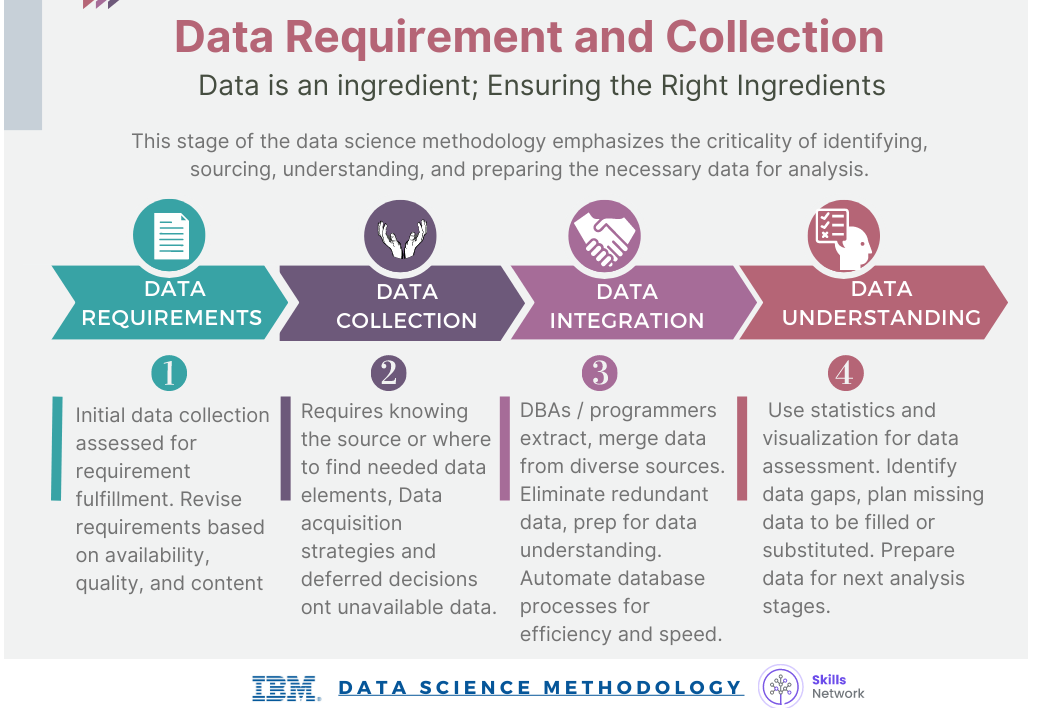 Data Requirement and Collection
Data is an ingredient; Ensuring the Right Ingredients
This stage of the data science methodology emphasizes the criticality of identifying,
sourcing, understanding, and preparing the necessary data for analysis.
DATA
REQUIREMENTS
1
Initial data collection
assessed for
requirement
fulfillment. Revise
requirements based
on availability,
quality, and content
DATA
COLLECTION
2
Requires knowing
the source or where
to find needed data
elements, Data
acquisition
strategies and
deferred decisions
ont unavailable data.
DATA
INTEGRATION
3
DBAs / programmers
extract, merge data
from diverse sources.
Eliminate redundant
data, prep for data
understanding.
Automate database
processes for
efficiency and speed.
DATA
UNDERSTANDING
4
Use statistics and
visualization for data
assessment. Identify
data gaps, plan missing
data to be filled or
substituted. Prepare
data for next analysis
stages.
IBM®
DATA SCIENCE METHODOLOGY
Skills
Network